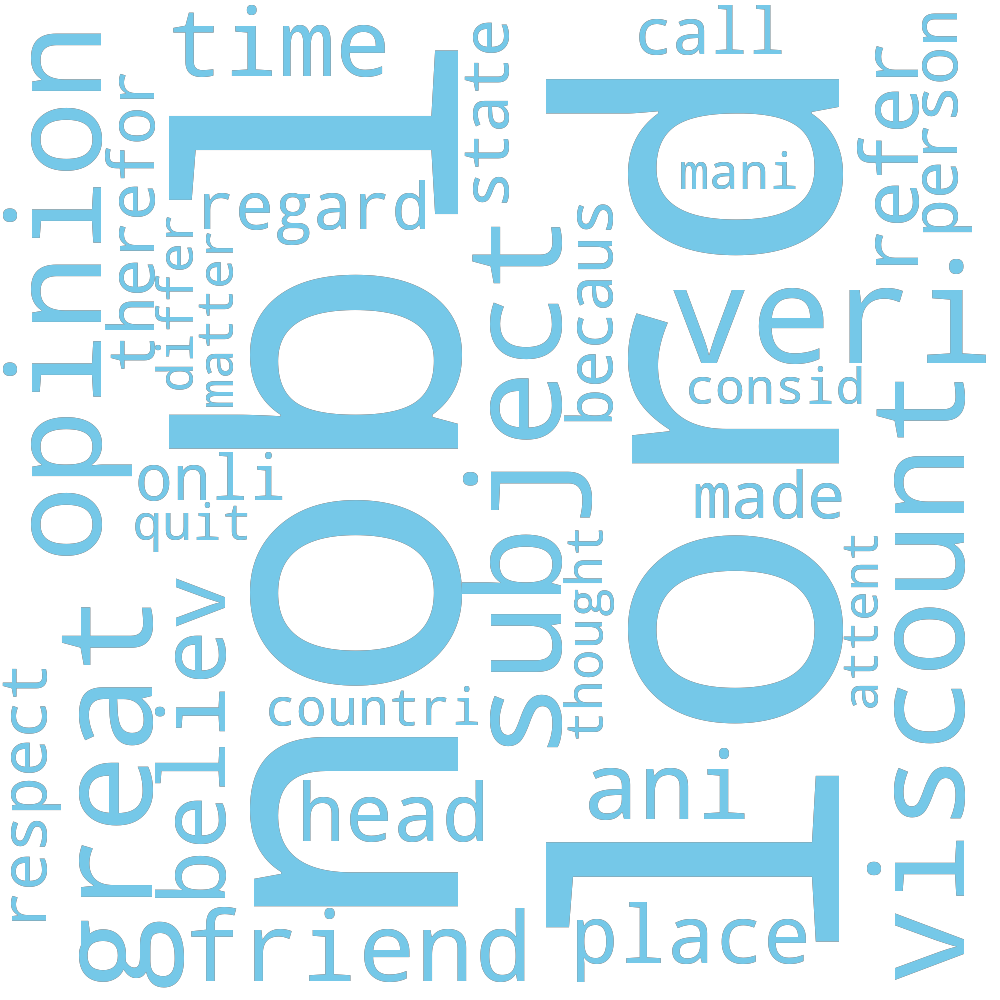 time
call
opinion
therefor
state
refer
person
regard
mani
differ
matter
nobl
lord
subject
becaus
veri
consid
viscount
onli
quit
made
thought
attent
great
believ
respect
countri
head
ani
friend
place